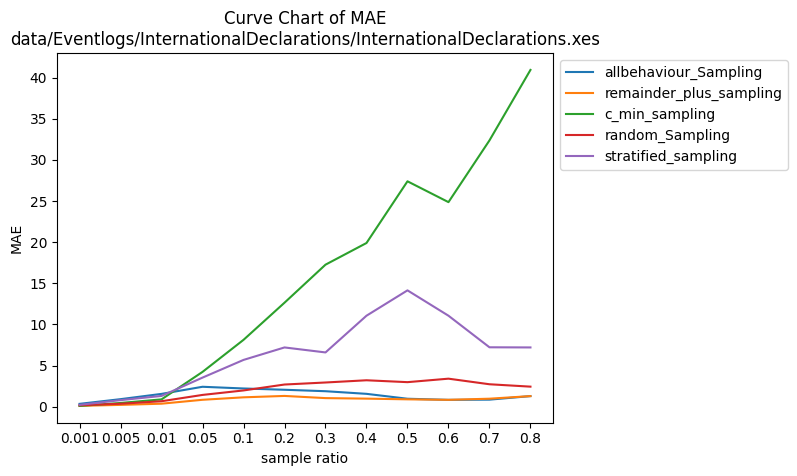 Curve Chart of MAE
data/Eventlogs/InternationalDeclarations/InternationalDeclarations.xes
allbehaviour_Sampling
remainder_plus_sampling
c_min_sampling
random_Sampling
stratified_sampling
MAE
40
35
30
25
20
15
10
5
0
0.001 0.005 0.01 0.05 0.1 0.2 0.3 0.4 0.5 0.6 0.7 0.8
sample ratio